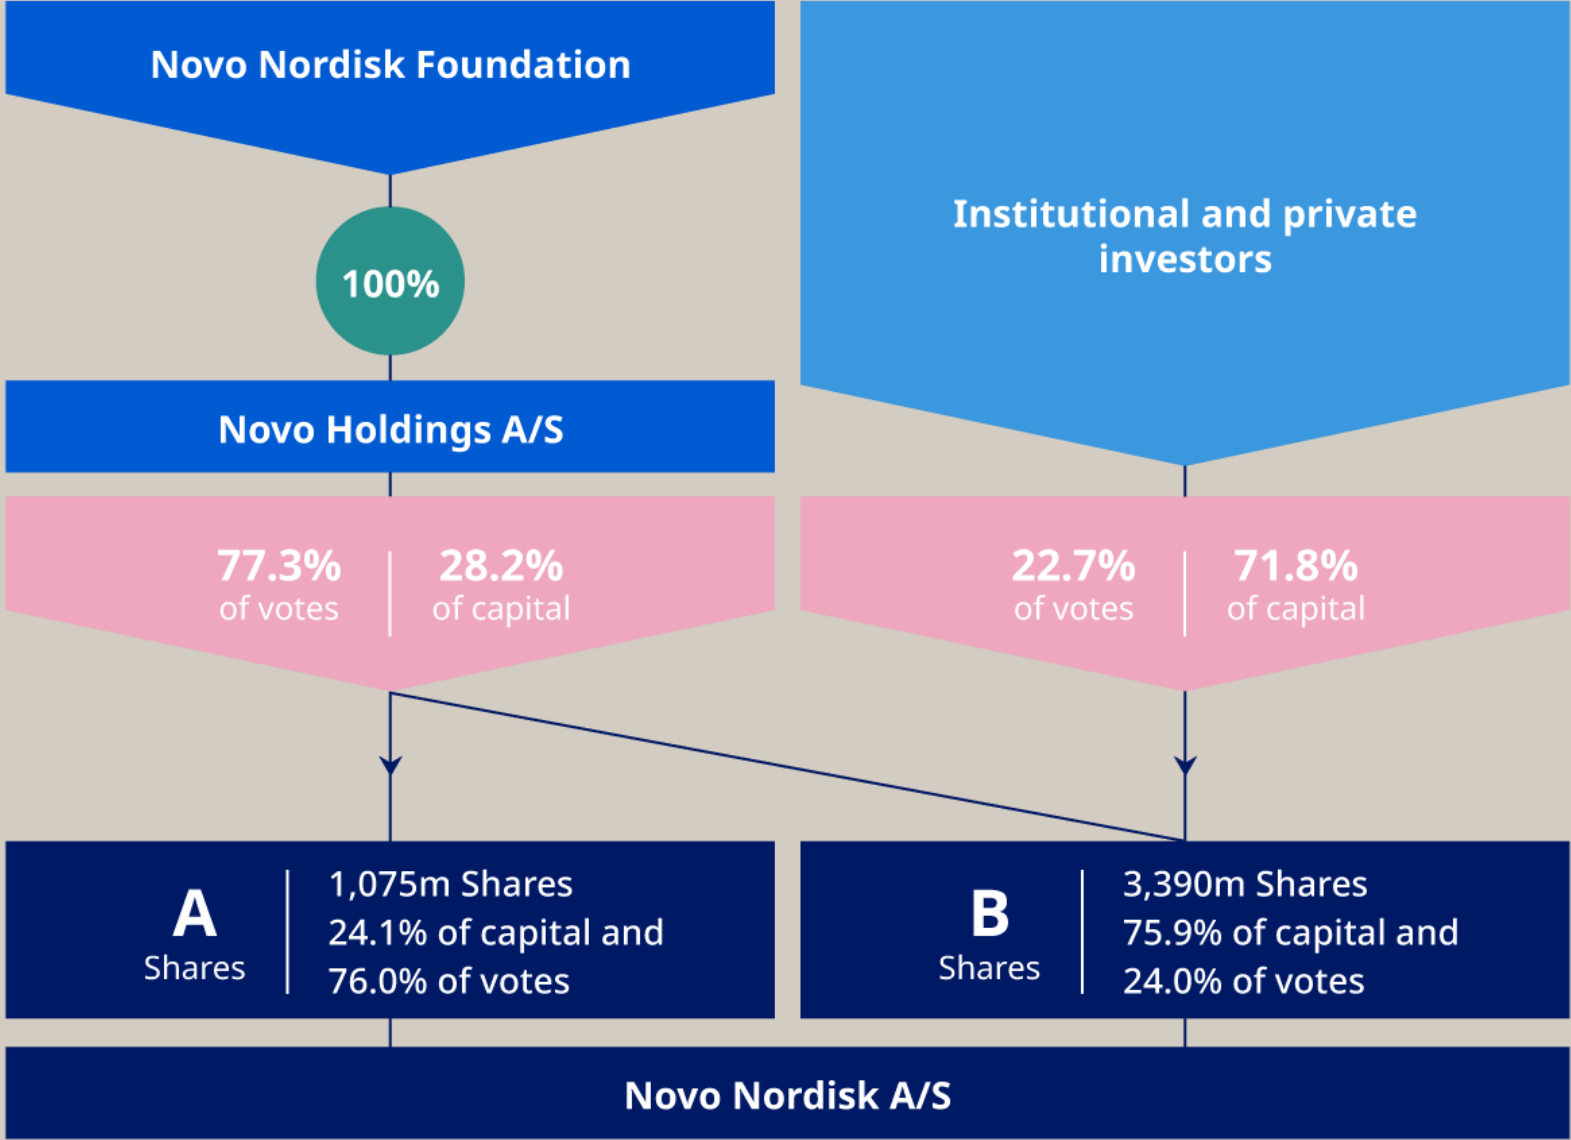 Novo Nordisk Foundation
100%
Novo Holdings A/S
77.3%
of votes
28.2%
of capital
Institutional and private
investors
22.7%
of votes
71.8%
of capital
A
Shares
1,075m Shares
24.1% of capital and
76.0% of votes
B
Shares
3,390m Shares
75.9% of capital and
24.0% of votes
Novo Nordisk A/S